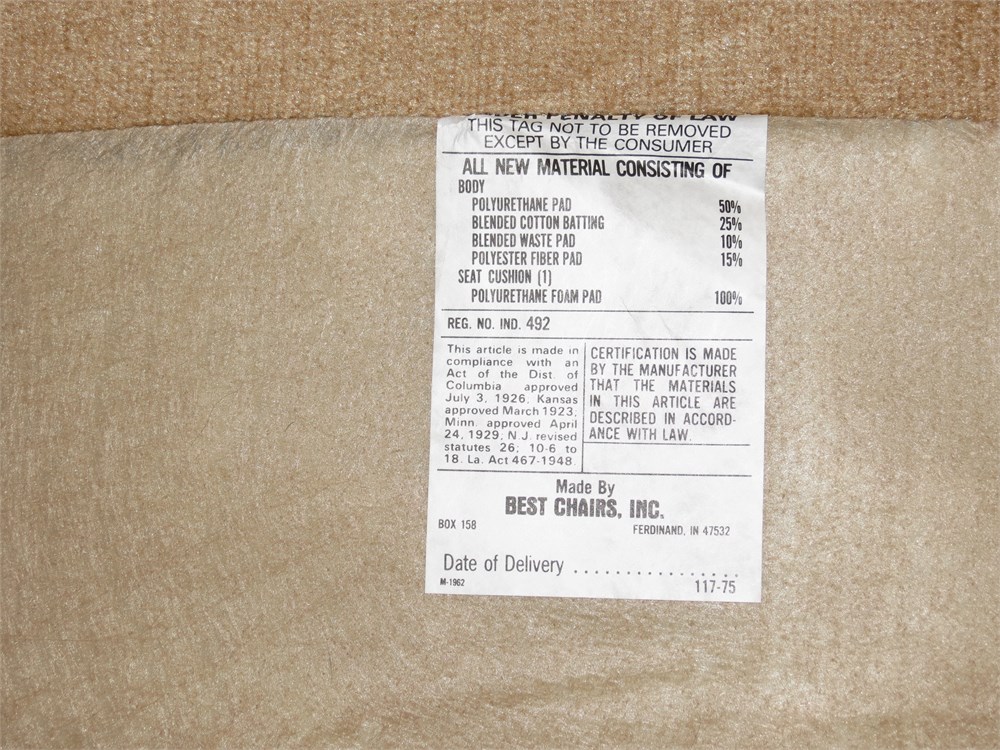 PENALTY OF LAW
THIS TAG NOT TO BE REMOVED
EXCEPT BY THE CONSUMER
ALL NEW MATERIAL CONSISTING OF
BODY
POLYURETHANE PAD 50%
BLENDED COTTON BATTING 25%
BLENDED WASTE PAD 10%
POLYESTER FIBER PAD 15%
SEAT CUSHION (1)
POLYURETHANE FOAM PAD 100%
REG. NO. IND. 492
This article is made in
compliance with an
Act of the Dist. of
Columbia approved
July 3, 1926, Kansas
approved March 1923,
Minn. approved April
24, 1929, N.J. revised
statutes 26; 10-6 to
18. La. Act 467-1948.
CERTIFICATION IS MADE
BY THE MANUFACTURER
THAT THE MATERIALS
IN THIS ARTICLE ARE
DESCRIBED IN ACCORD-
ANCE WITH LAW.
Made By
BEST CHAIRS, INC.
BOX 158 FERDINAND, IN 47532
Date of Delivery . . . . . . . . . . . . . . . . .
M-1962 117-75